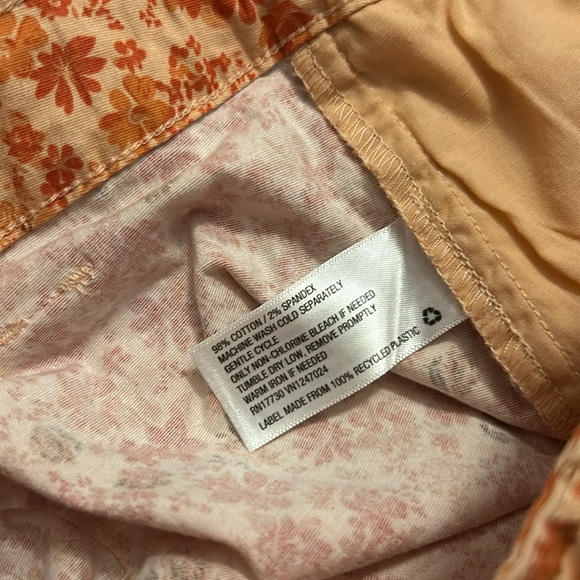 98% COTTON / 2% SPANDEX
MACHINE WASH COLD SEPARATELY
GENTLE CYCLE
ONLY NON-CHLORINE BLEACH IF NEEDED
TUMBLE DRY LOW, REMOVE PROMPTLY
WARM IRON IF NEEDED
RN17730 VN1247024
LABEL MADE FROM 100% RECYCLED PLASTIC